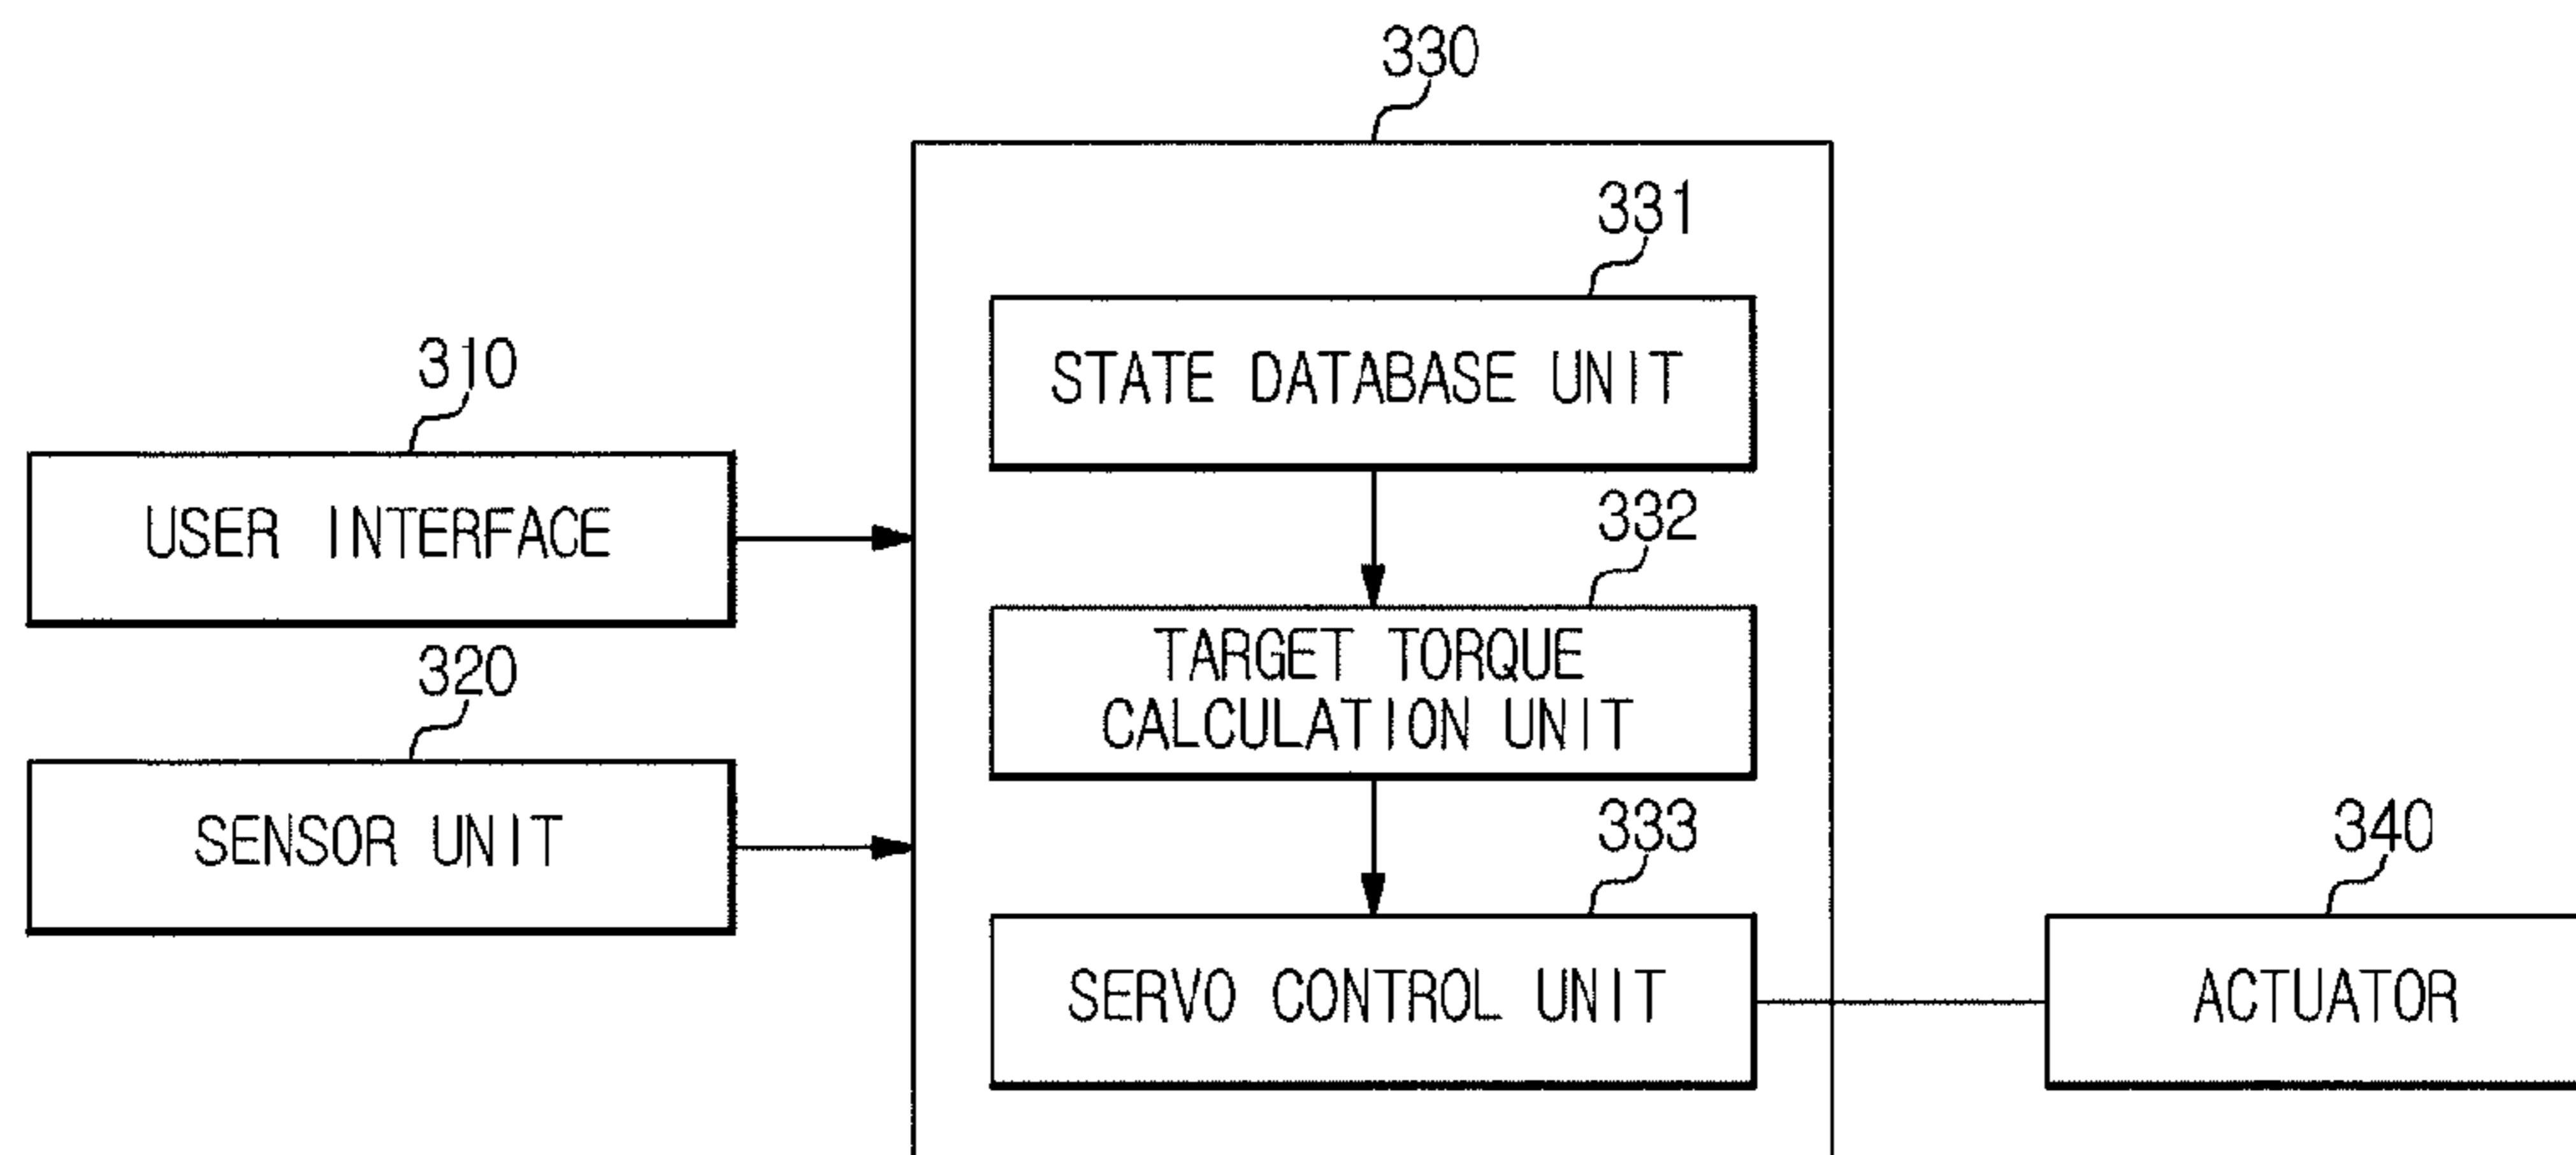 330
331
STATE DATABASE UNIT
310
USER INTERFACE
332
TARGET TORQUE
CALCULATION UNIT
320
SENSOR UNIT
333
SERVO CONTROL UNIT
340
ACTUATOR